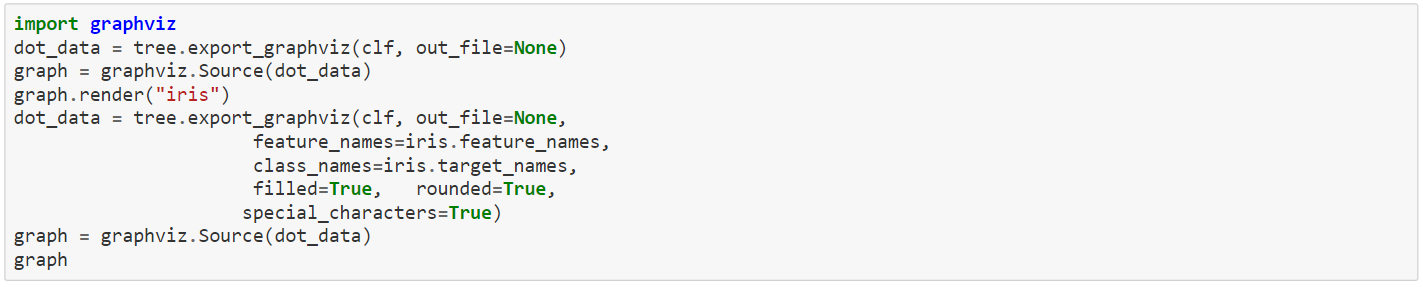 import graphviz
dot_data = tree.export_graphviz(clf, out_file=None)
graph = graphviz.Source(dot_data)
graph.render("iris")
dot_data = tree.export_graphviz(clf, out_file=None,
                      feature_names=iris.feature_names,
                      class_names=iris.target_names,
                      filled=True,   rounded=True,
                     special_characters=True)
graph = graphviz.Source(dot_data)
graph